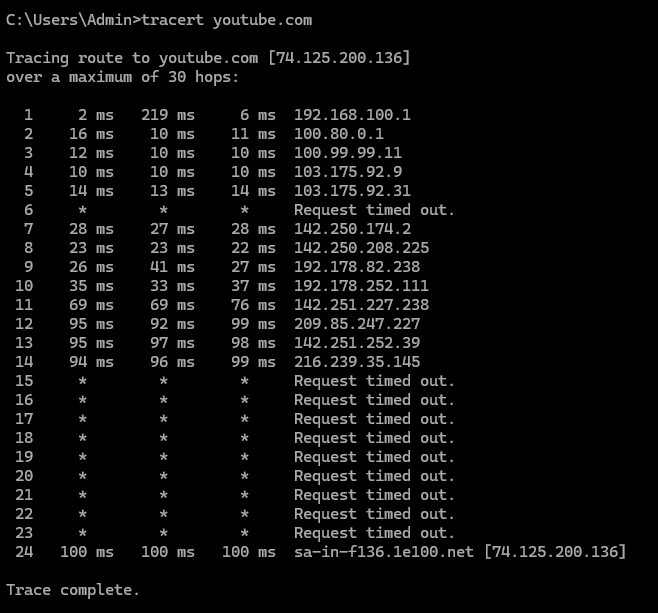 C:\Users\Admin>tracert youtube.com
Tracing route to youtube.com [74.125.200.136]
over a maximum of 30 hops:
1 2 ms 219 ms 6 ms 192.168.100.1
2 16 ms 10 ms 11 ms 100.80.0.1
3 12 ms 10 ms 10 ms 100.99.99.11
4 10 ms 10 ms 10 ms 103.175.92.9
5 14 ms 13 ms 14 ms 103.175.92.31
6 * * * Request timed out.
7 28 ms 27 ms 28 ms 142.250.174.2
8 23 ms 23 ms 22 ms 142.250.208.225
9 26 ms 41 ms 27 ms 192.178.82.238
10 35 ms 33 ms 37 ms 192.178.252.111
11 69 ms 69 ms 76 ms 142.251.227.238
12 95 ms 92 ms 99 ms 209.85.247.227
13 95 ms 97 ms 98 ms 142.251.252.39
14 94 ms 96 ms 99 ms 216.239.35.145
15 * * * Request timed out.
16 * * * Request timed out.
17 * * * Request timed out.
18 * * * Request timed out.
19 * * * Request timed out.
20 * * * Request timed out.
21 * * * Request timed out.
22 * * * Request timed out.
23 * * * Request timed out.
24 100 ms 100 ms 100 ms sa-in-f136.1e100.net [74.125.200.136]
Trace complete.